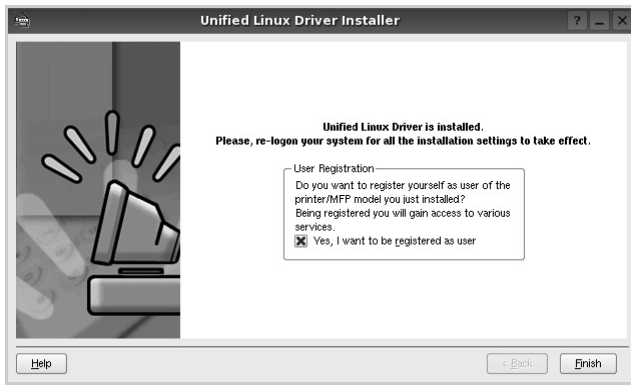 Unified Linux Driver Installer
Unified Linux Driver is installed.
Please, re-logon your system for all the installation settings to take effect.
User Registration
Do you want to register yourself as user of the
printer/MFP model you just installed?
Being registered you will gain access to various
services.
Yes, I want to be registered as user
Help
< Back
Finish